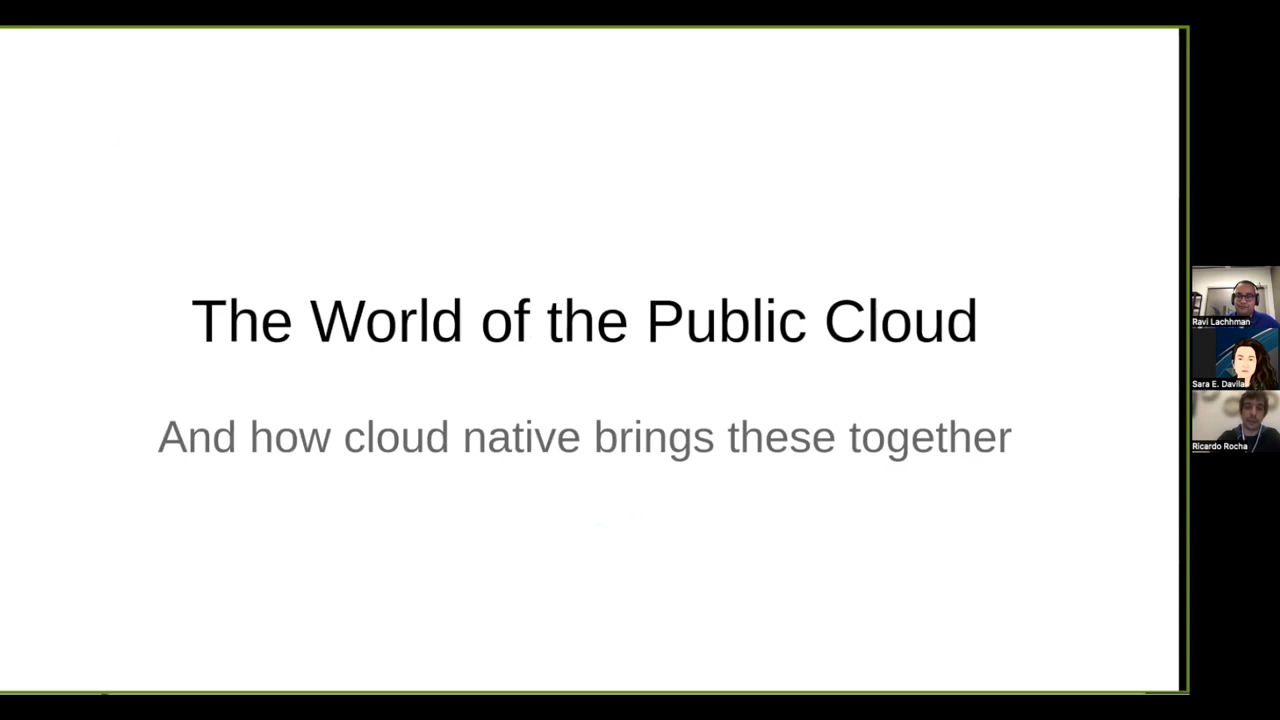 The World of the Public Cloud
And how cloud native brings these together
Ravi Lachhman
Sara E. Davila
Ricardo Rocha